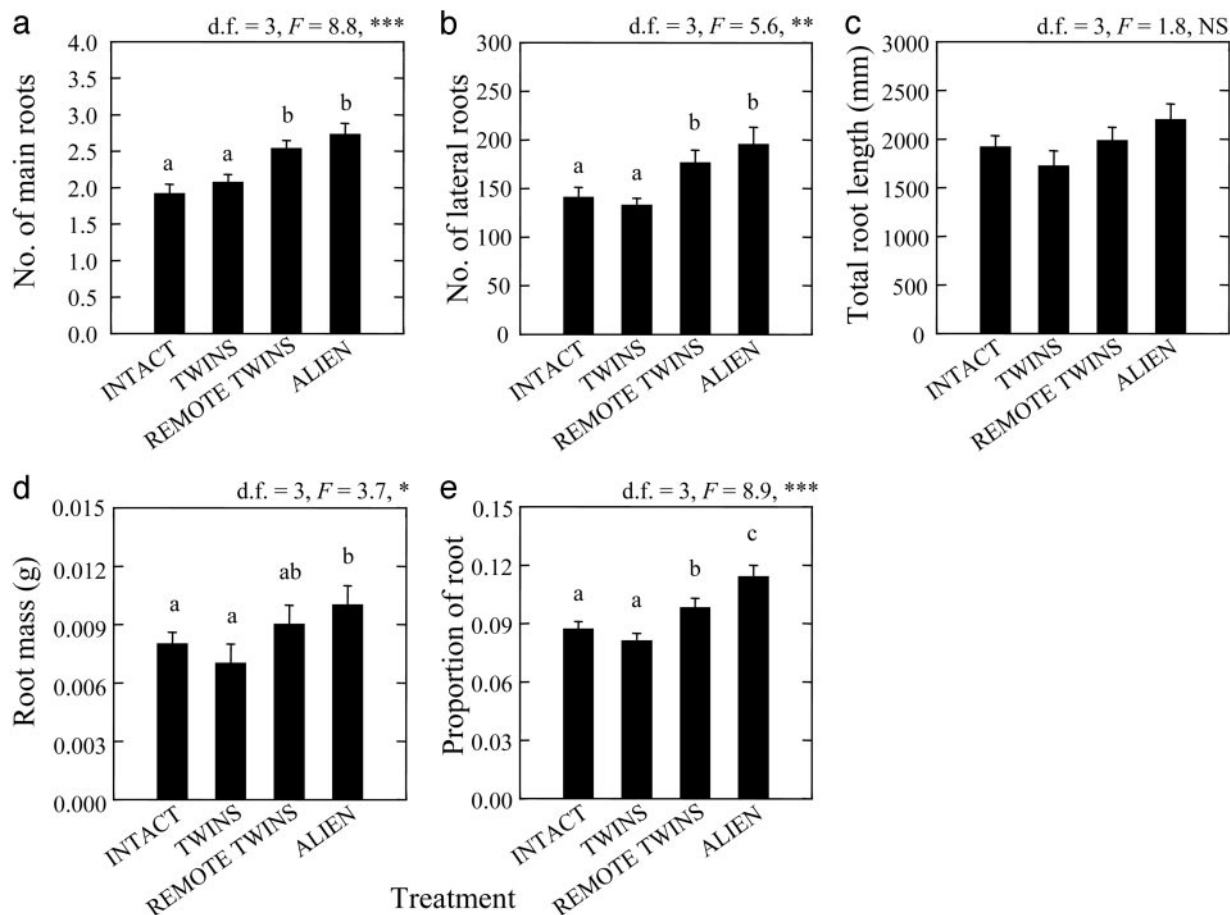 a
d.f. = 3, F = 8.8, ***
No. of main roots
4.0
3.5
3.0
2.5
2.0
1.5
1.0
0.5
0.0
a
a
b
b
INTACT
TWINS
REMOTE TWINS
ALIEN
b
d.f. = 3, F = 5.6, **
No. of lateral roots
300
250
200
150
100
50
0
a
a
b
b
INTACT
TWINS
REMOTE TWINS
ALIEN
c
d.f. = 3, F = 1.8, NS
Total root length (mm)
3000
2500
2000
1500
1000
500
0
INTACT
TWINS
REMOTE TWINS
ALIEN
d
d.f. = 3, F = 3.7, *
Root mass (g)
0.015
0.012
0.009
0.006
0.003
0.000
a
a
ab
b
INTACT
TWINS
REMOTE TWINS
ALIEN
e
d.f. = 3, F = 8.9, ***
Proportion of root
0.15
0.12
0.09
0.06
0.03
0.00
a
a
b
c
INTACT
TWINS
REMOTE TWINS
ALIEN
Treatment